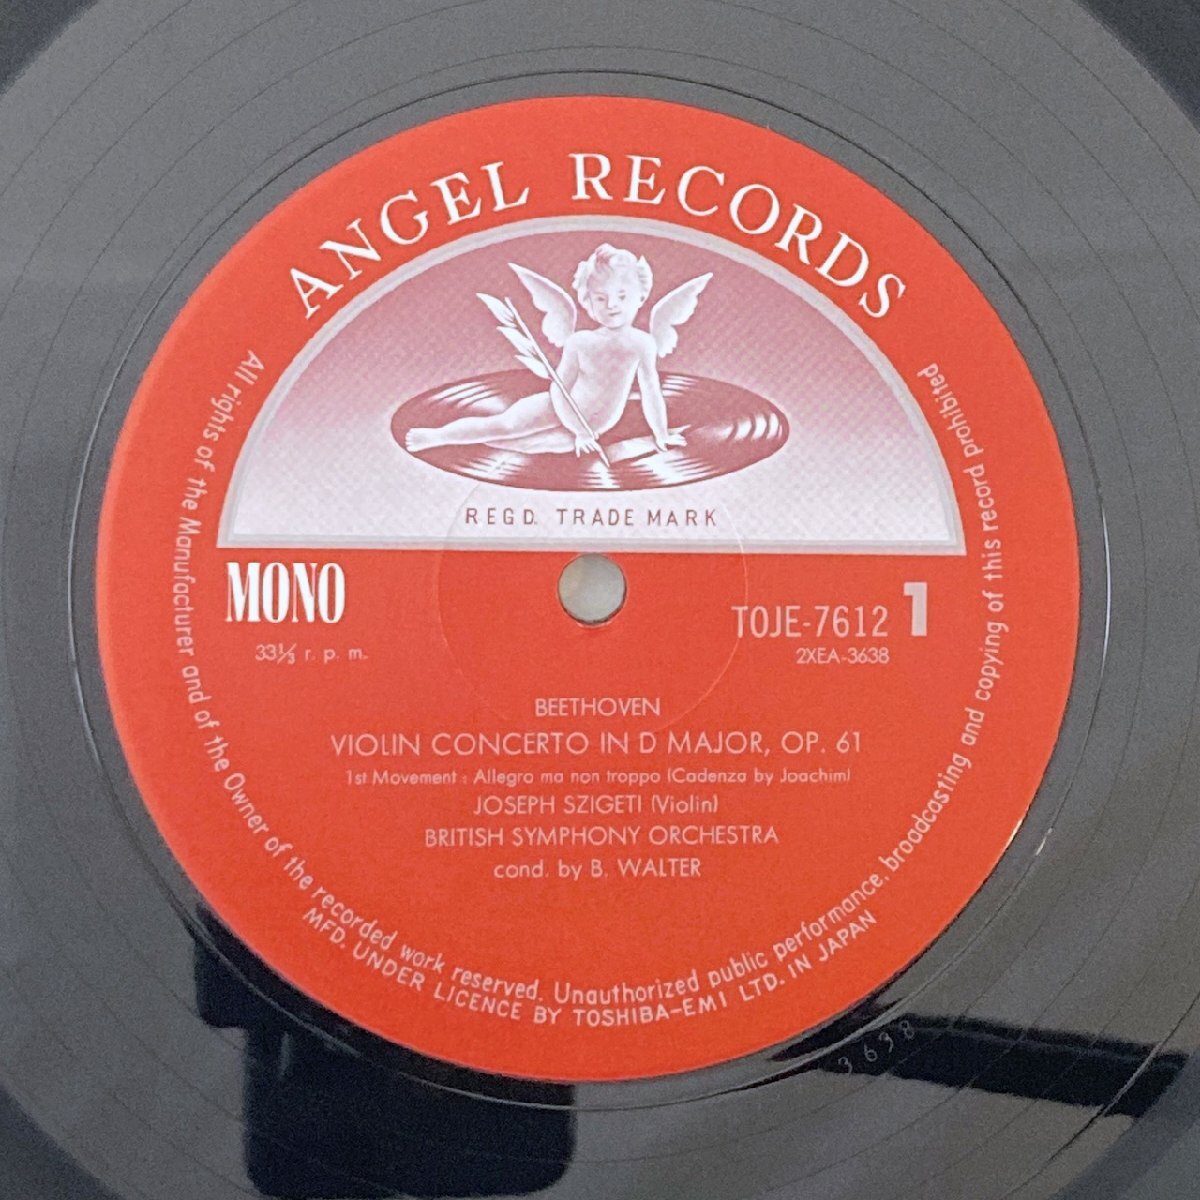 ANGEL RECORDS
REGD. TRADE MARK
MONO
33⅓ r. p. m.
TOJE-7612 1
2XEA-3638
BEETHOVEN
VIOLIN CONCERTO IN D MAJOR, OP. 61
1st Movement : Allegro ma non troppo (Cadenza by Joachim)
JOSEPH SZIGETI (Violin)
BRITISH SYMPHONY ORCHESTRA
cond. by B. WALTER
All rights of the Manufacturer and of the Owner of the recorded work reserved. Unauthorized public performance, broadcasting and copying of this record prohibited
MFD. UNDER LICENCE BY TOSHIBA-EMI LTD. IN JAPAN
3638